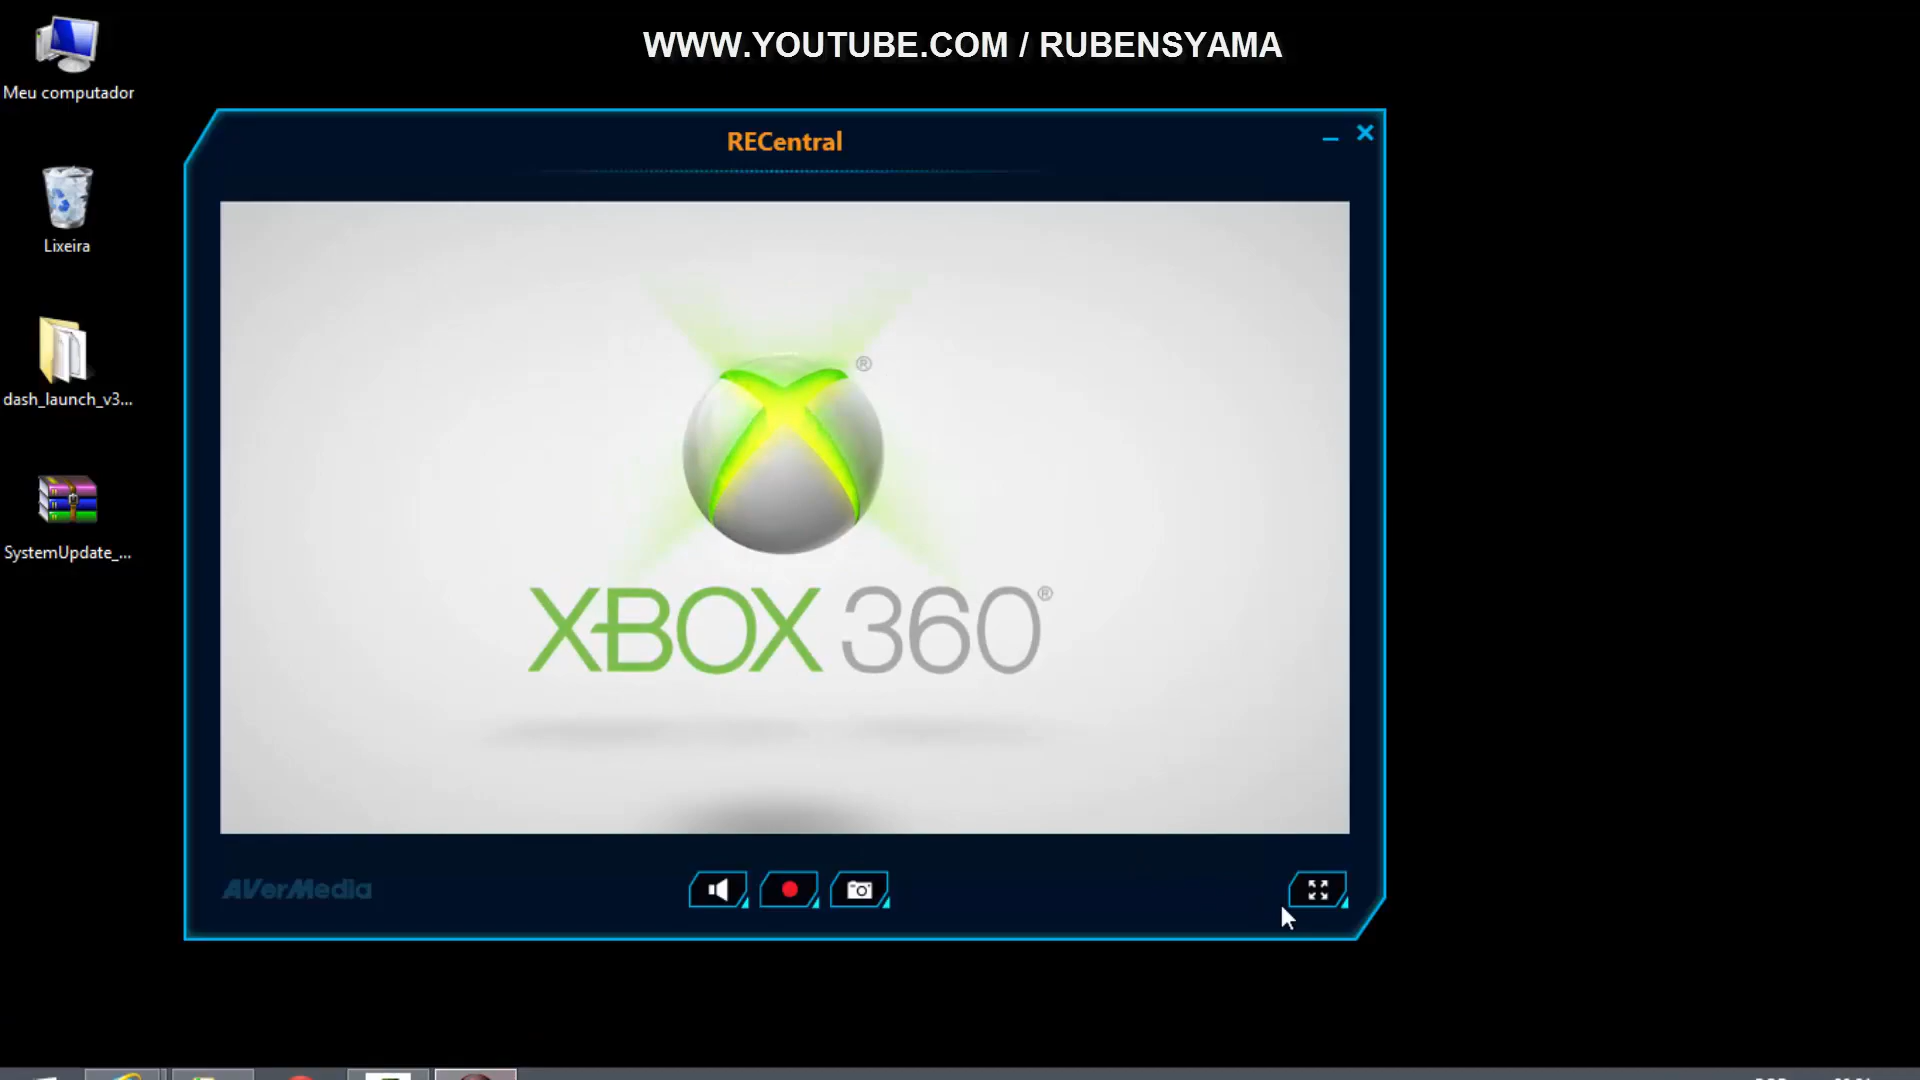 WWW.YOUTUBE.COM / RUBENSYAMA
Meu computador
RECentral
Lixeira
®
dash_launch_v3...
XBOX 360®
SystemUpdate_...
AVerMedia